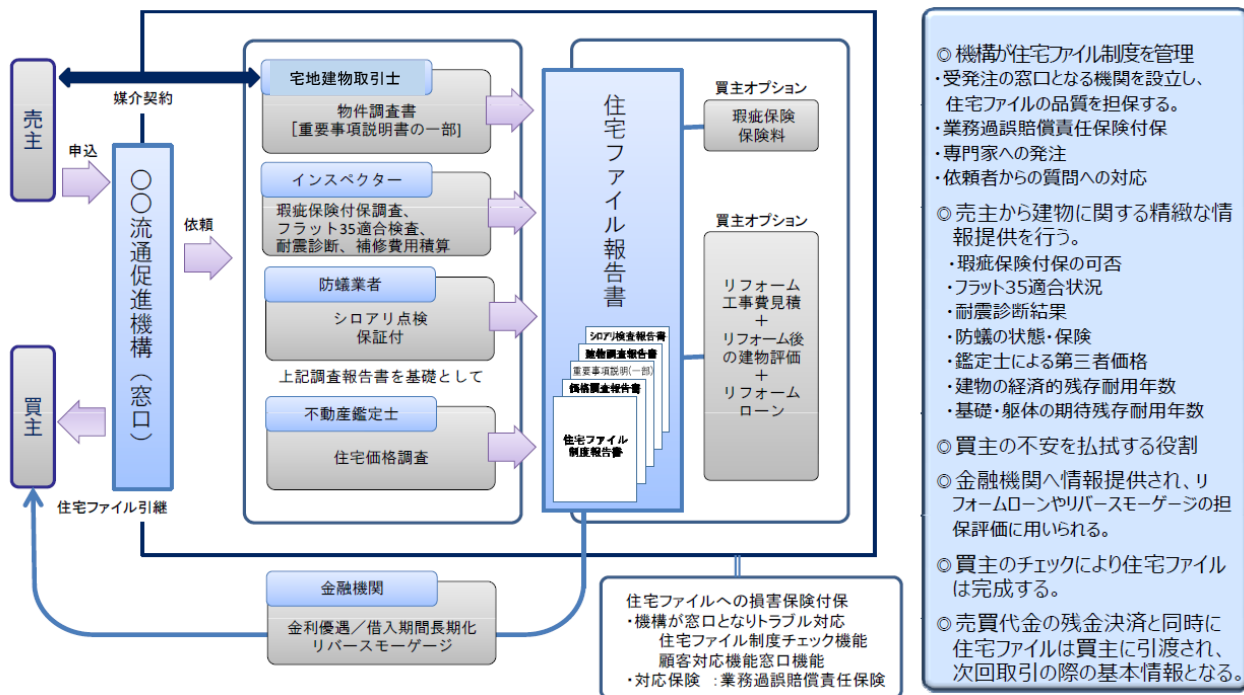 売主
媒介契約
申込
〇〇流通促進機構（窓口）
依頼
買主
住宅ファイル引継
宅地建物取引士
物件調査書
[重要事項説明書の一部]
インスペクター
瑕疵保険付保調査、
フラット35適合検査、
耐震診断、補修費用積算
防蟻業者
シロアリ点検
保証付
上記調査報告書を基礎として
不動産鑑定士
住宅価格調査
住宅ファイル報告書
シロアリ検査報告書
建物調査報告書
重要事項説明(一部)
価格調査報告書
住宅ファイル
制度報告書
買主オプション
瑕疵保険
保険料
買主オプション
リフォーム
工事費見積
＋
リフォーム後
の建物評価
＋
リフォーム
ローン
金融機関
金利優遇／借入期間長期化
リバースモーゲージ
住宅ファイルへの損害保険付保
・機構が窓口となりトラブル対応
住宅ファイル制度チェック機能
顧客対応機能窓口機能
・対応保険　：業務過誤賠償責任保険
◎ 機構が住宅ファイル制度を管理
・受発注の窓口となる機関を設立し、
住宅ファイルの品質を担保する。
・業務過誤賠償責任保険付保
・専門家への発注
・依頼者からの質問への対応
◎ 売主から建物に関する精緻な情
報提供を行う。
・瑕疵保険付保の可否
・フラット35適合状況
・耐震診断結果
・防蟻の状態・保険
・鑑定士による第三者価格
・建物の経済的残存耐用年数
・基礎・躯体の期待残存耐用年数
◎ 買主の不安を払拭する役割
◎ 金融機関へ情報提供され、リ
フォームローンやリバースモーゲージの担
保評価に用いられる。
◎ 買主のチェックにより住宅ファイル
は完成する。
◎ 売買代金の残金決済と同時に
住宅ファイルは買主に引渡され、
次回取引の際の基本情報となる。